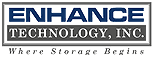 ENHANCE
TECHNOLOGY, INC.
Where Storage Begins